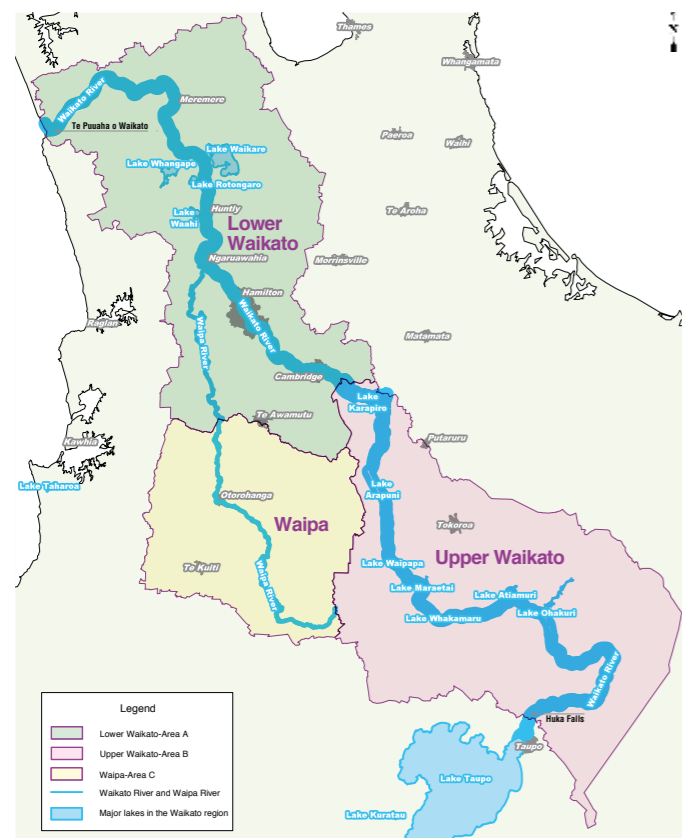 N
Thames
Whangamata
Waikato River
Meremere
Te Puuaha o Waikato
Paeroa
Waihi
Lake Waikare
Lake Whangape
Lake Rotongaro
Huntly
Te Aroha
Lake
Waahi
Lower
Waikato
Ngaruawahia
Morrinsville
Hamilton
Waikato River
Raglan
Waipa River
Matamata
Cambridge
Lake
Karapiro
Te Awamutu
Putaruru
Kawhia
Lake Taharoa
Lake
Arapuni
Otorohanga
Waipa
Tokoroa
Upper Waikato
Te Kuiti
Lake Waipapa
Waipa River
Lake Maraetai
Lake Atiamuri
Lake Whakamaru
Lake Ohakuri
Waikato River
Huka Falls
Taupo
Lake Taupo
Lake Kuratau
Legend
Lower Waikato-Area A
Upper Waikato-Area B
Waipa-Area C
Waikato River and Waipa River
Major lakes in the Waikato region